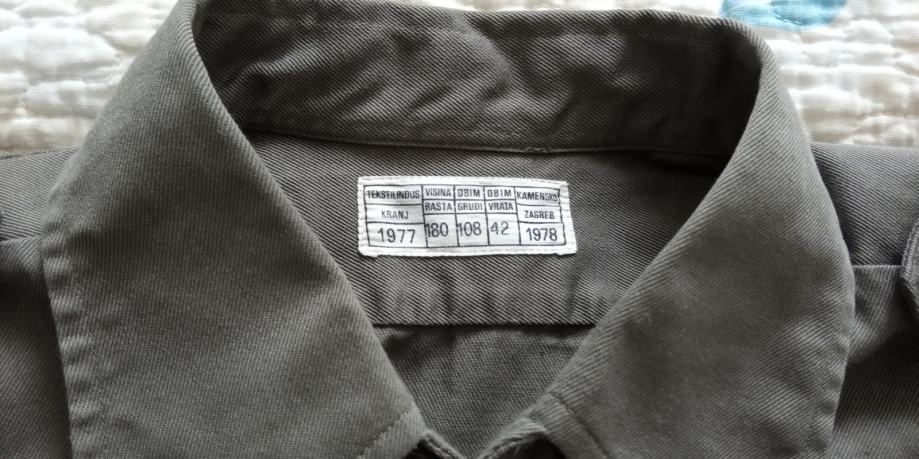 TEKSTILINDUS VISINA OBIM OBIM KAMENSKO
KRANJ RASTA GRUDI VRATA ZAGREB
1977 180 108 42 1978